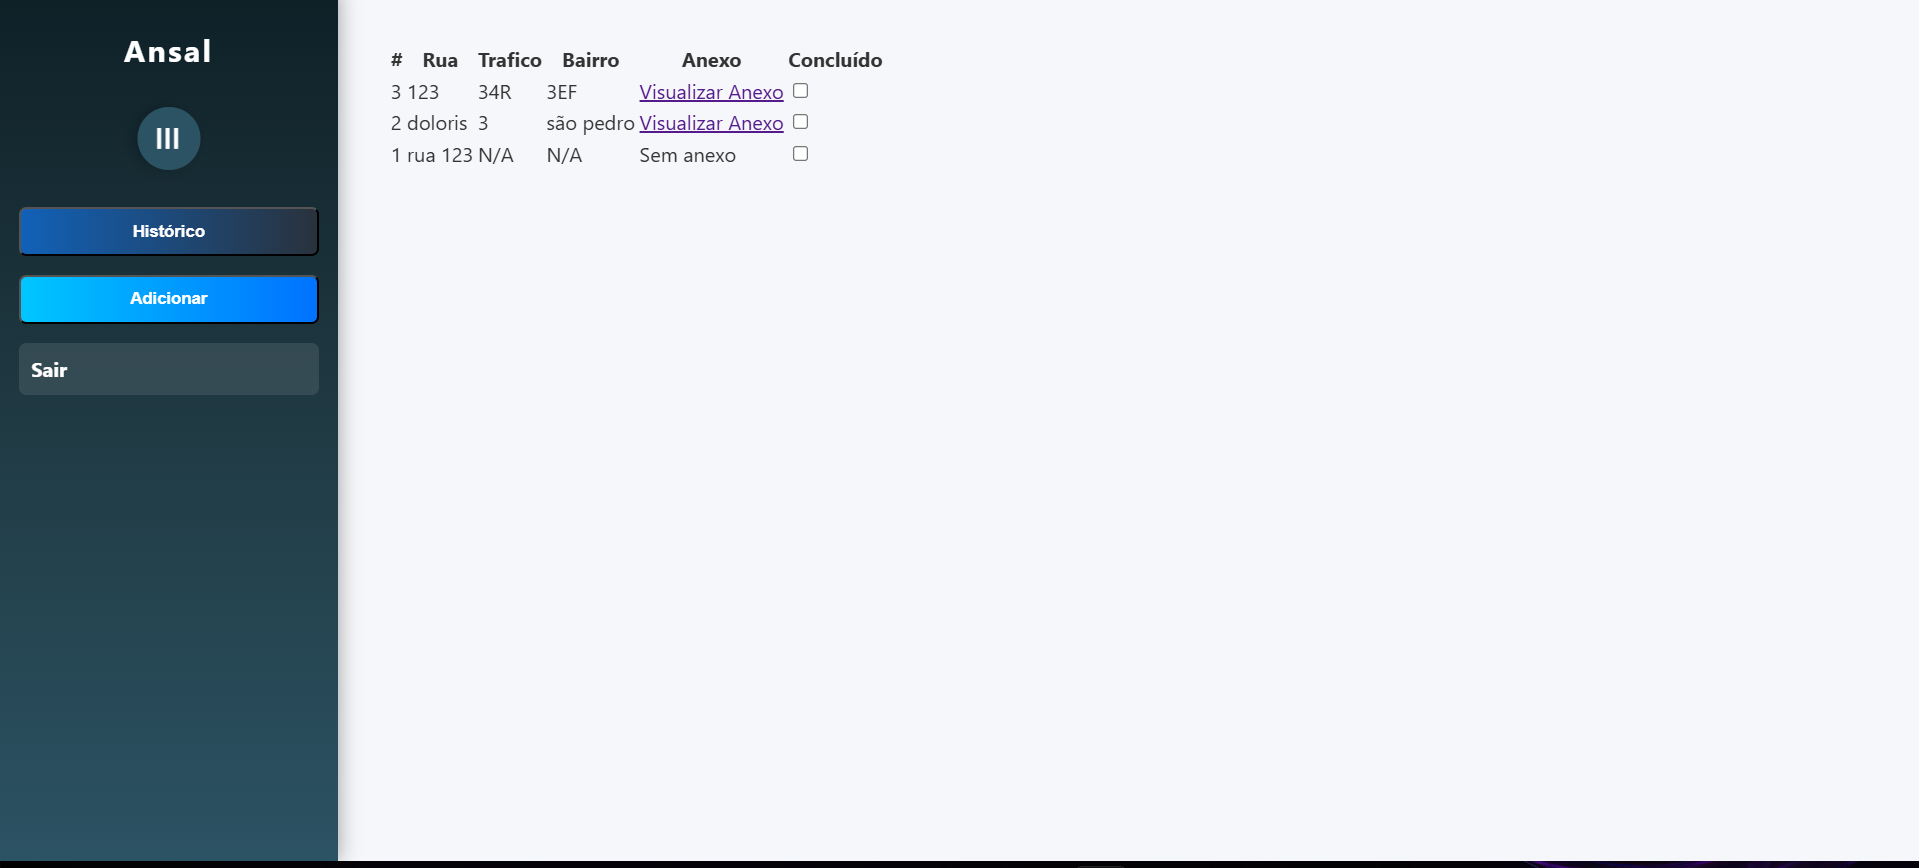 Ansal
III
Histórico
Adicionar
Sair
# Rua Trafico Bairro Anexo Concluído
3 123 34R 3EF Visualizar Anexo
2 doloris 3 são pedro Visualizar Anexo
1 rua 123 N/A N/A Sem anexo